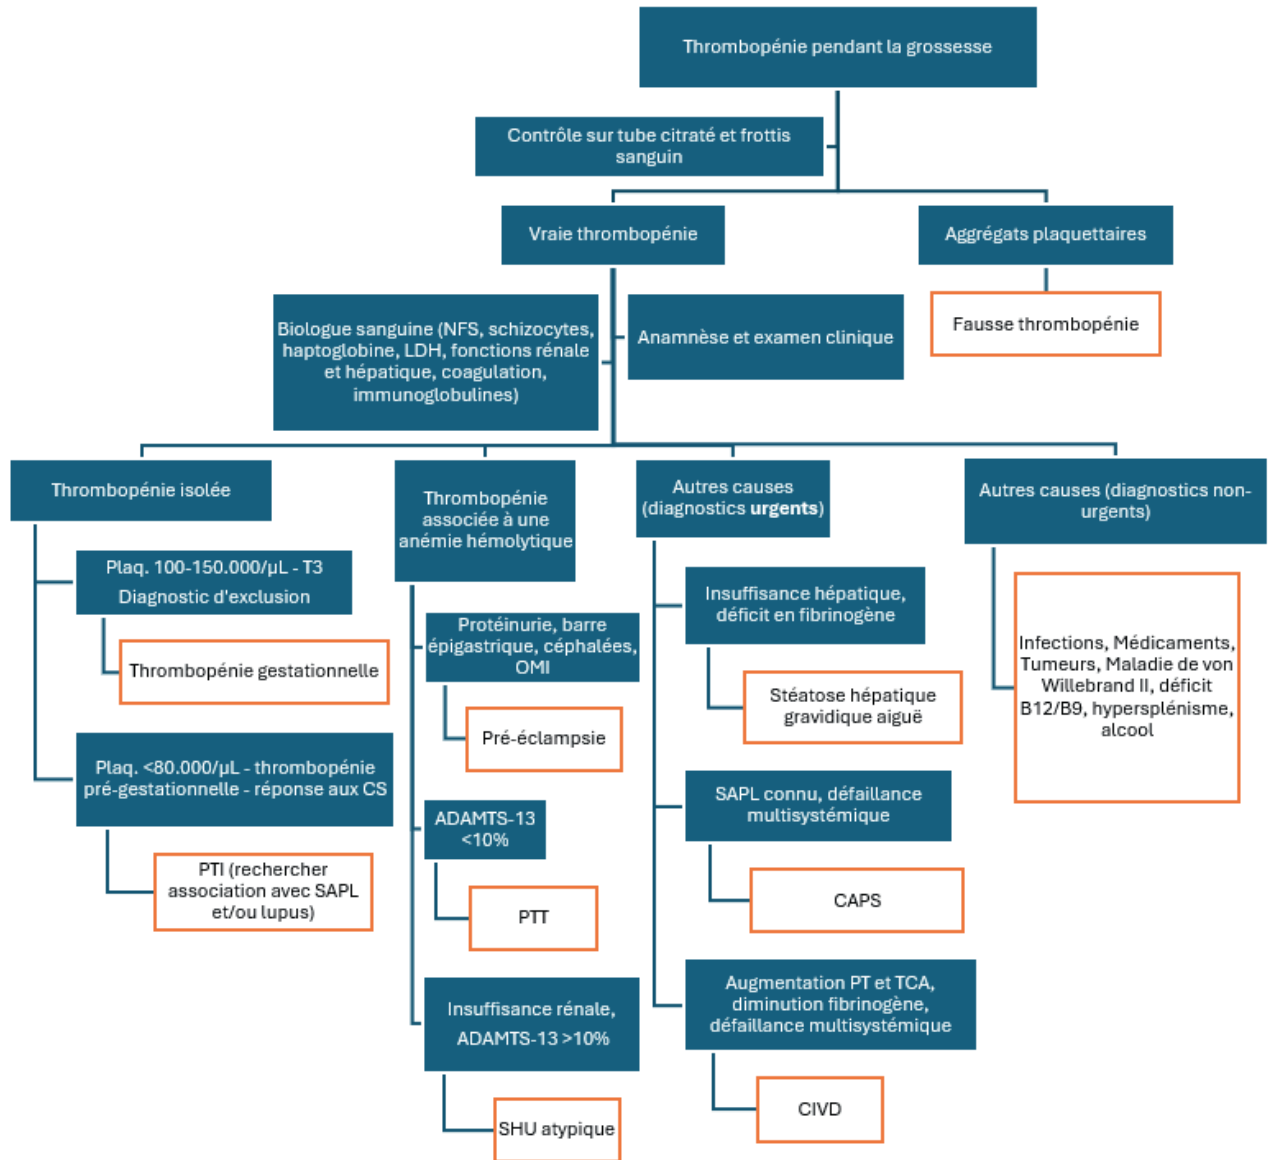 Thrombopénie pendant la grossesse
Contrôle sur tube citraté et frottis
sanguin
Vraie thrombopénie
Aggrégats plaquettaires
Fausse thrombopénie
Biologue sanguine (NFS, schizocytes,
haptoglobine, LDH, fonctions rénale
et hépatique, coagulation,
immunoglobulines)
Anamnèse et examen clinique
Thrombopénie isolée
Plaq. 100-150.000/µL - T3
Diagnostic d'exclusion
Thrombopénie gestationnelle
Plaq. <80.000/µL - thrombopénie
pré-gestationnelle - réponse aux CS
PTI (rechercher
association avec SAPL
et/ou lupus)
Thrombopénie
associée à une
anémie hémolytique
Protéinurie, barre
épigastrique, céphalées,
OMI
Pré-éclampsie
ADAMTS-13
<10%
PTT
Insuffisance rénale,
ADAMTS-13 >10%
SHU atypique
Autres causes
(diagnostics urgents)
Insuffisance hépatique,
déficit en fibrinogène
Stéatose hépatique
gravidique aiguë
SAPL connu, défaillance
multisystémique
CAPS
Augmentation PT et TCA,
diminution fibrinogène,
défaillance multisystémique
CIVD
Autres causes (diagnostics non-
urgents)
Infections, Médicaments,
Tumeurs, Maladie de von
Willebrand II, déficit
B12/B9, hypersplénisme,
alcool